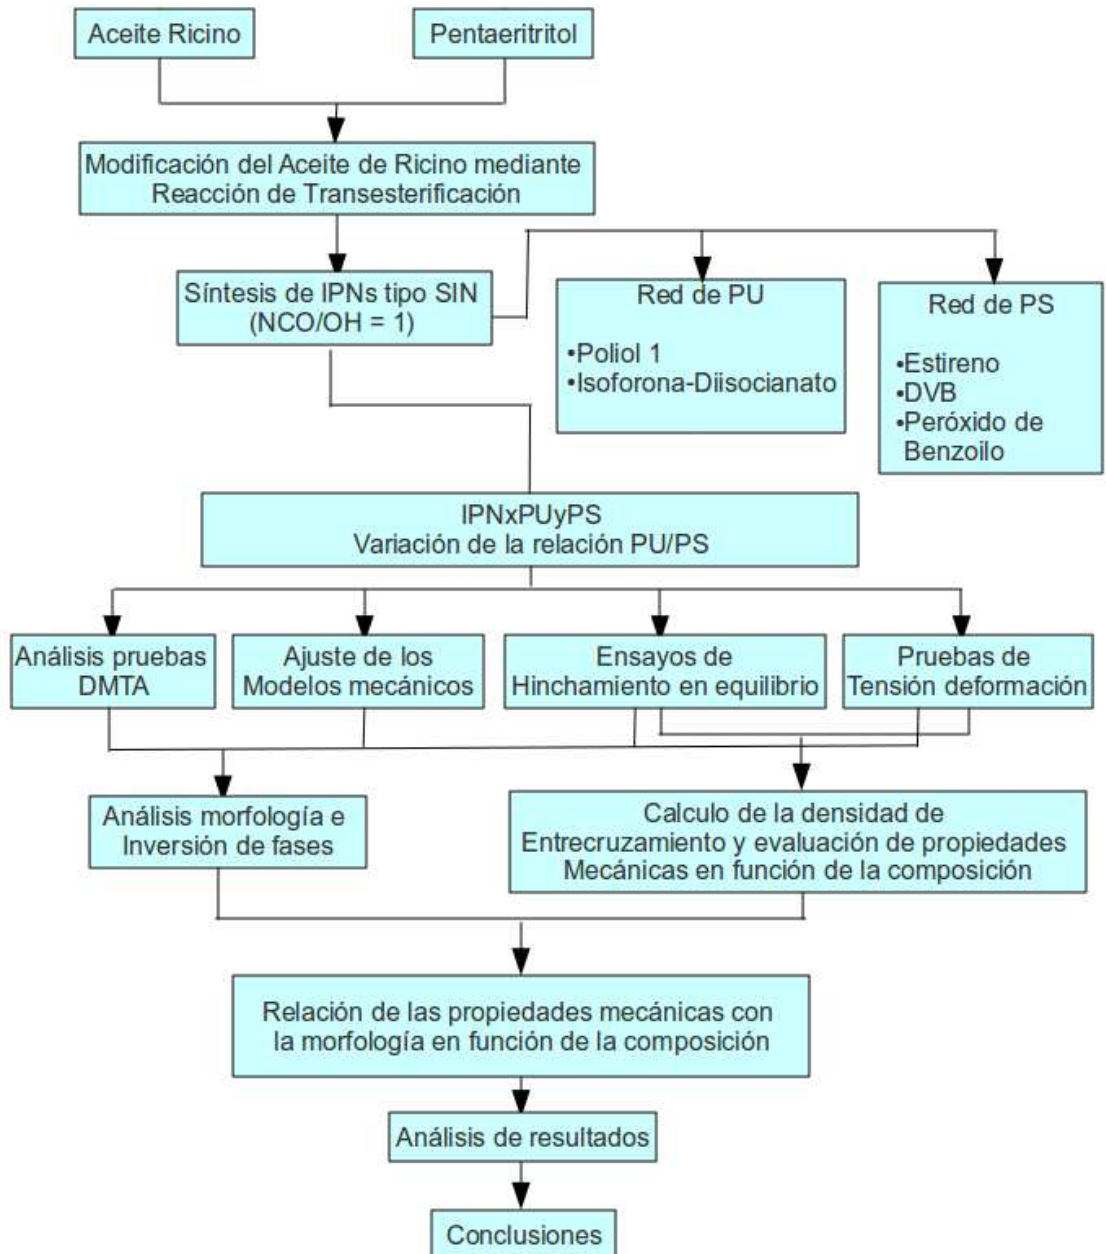 Aceite Ricino
Pentaeritritol
Modificación del Aceite de Ricino mediante
Reacción de Transesterificación
Síntesis de IPNs tipo SIN
(NCO/OH = 1)
Red de PU
•Poliol 1
•Isoforona-Diisocianato
Red de PS
•Estireno
•DVB
•Peróxido de
Benzoilo
IPNxPUyPS
Variación de la relación PU/PS
Análisis pruebas
DMTA
Ajuste de los
Modelos mecánicos
Ensayos de
Hinchamiento en equilibrio
Pruebas de
Tensión deformación
Análisis morfología e
Inversión de fases
Calculo de la densidad de
Entrecruzamiento y evaluación de propiedades
Mecánicas en función de la composición
Relación de las propiedades mecánicas con
la morfología en función de la composición
Análisis de resultados
Conclusiones